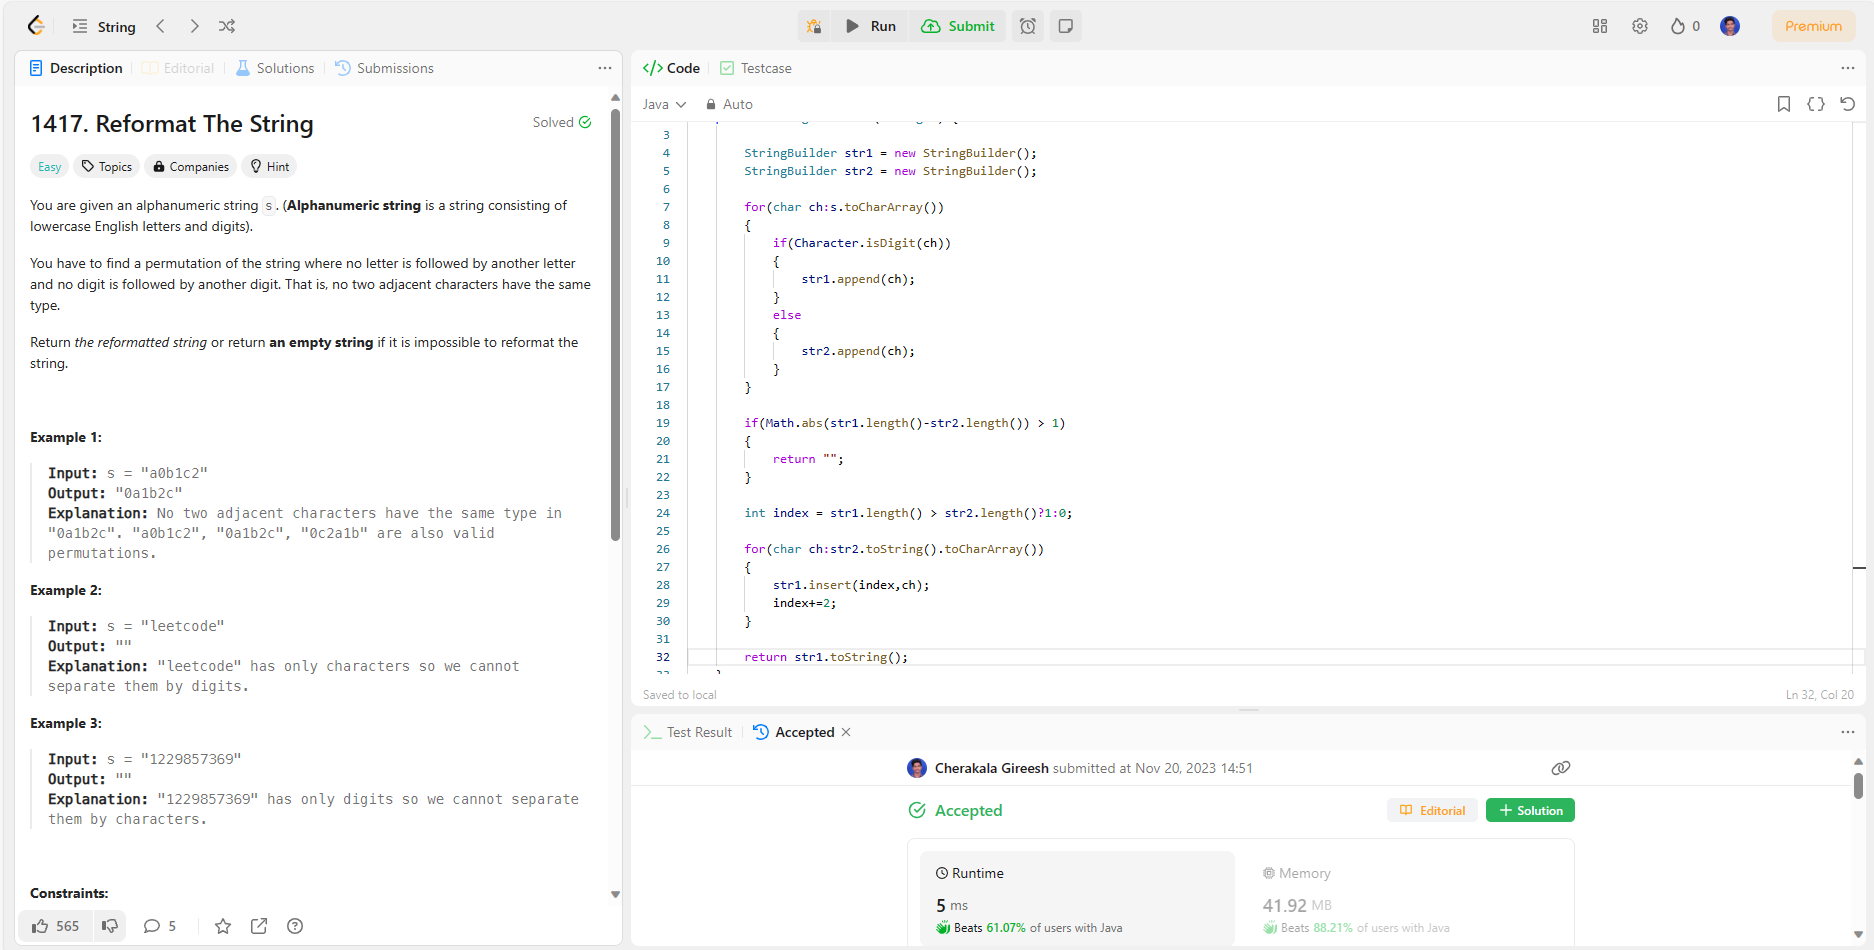 String
Run
Submit
0
Premium
Description
Editorial
Solutions
Submissions
1417. Reformat The String
Solved
Easy
Topics
Companies
Hint
You are given an alphanumeric string s. (Alphanumeric string is a string consisting of
lowercase English letters and digits).
You have to find a permutation of the string where no letter is followed by another letter
and no digit is followed by another digit. That is, no two adjacent characters have the same
type.
Return the reformatted string or return an empty string if it is impossible to reformat the
string.
Example 1:
Input: s = "a0b1c2"
Output: "0a1b2c"
Explanation: No two adjacent characters have the same type in
"0a1b2c". "a0b1c2", "0a1b2c", "0c2a1b" are also valid
permutations.
Example 2:
Input: s = "leetcode"
Output: ""
Explanation: "leetcode" has only characters so we cannot
separate them by digits.
Example 3:
Input: s = "1229857369"
Output: ""
Explanation: "1229857369" has only digits so we cannot separate
them by characters.
Constraints:
565
5
</> Code
Testcase
Java
Auto
3
4 StringBuilder str1 = new StringBuilder();
5 StringBuilder str2 = new StringBuilder();
6
7 for(char ch:s.toCharArray())
8 {
9 if(Character.isDigit(ch))
10 {
11 str1.append(ch);
12 }
13 else
14 {
15 str2.append(ch);
16 }
17 }
18
19 if(Math.abs(str1.length()-str2.length()) > 1)
20 {
21 return "";
22 }
23
24 int index = str1.length() > str2.length()?1:0;
25
26 for(char ch:str2.toString().toCharArray())
27 {
28 str1.insert(index,ch);
29 index+=2;
30 }
31
32 return str1.toString();
Saved to local
Ln 32, Col 20
Test Result
Accepted
Cherakala Gireesh submitted at Nov 20, 2023 14:51
Accepted
Editorial
+ Solution
Runtime
5 ms
Beats 61.07% of users with Java
Memory
41.92 MB
Beats 88.21% of users with Java